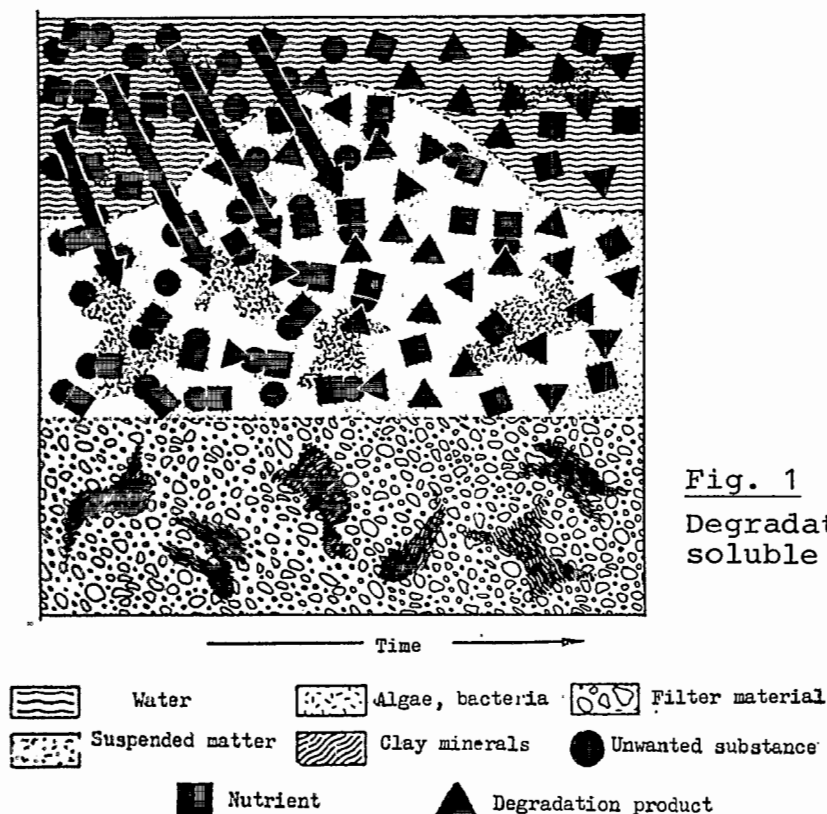 Fig. 1
Degradat
soluble
Time
Water
Algae, bacteria
Filter material
Suspended matter
Clay minerals
Unwanted substance
Nutrient
Degradation product